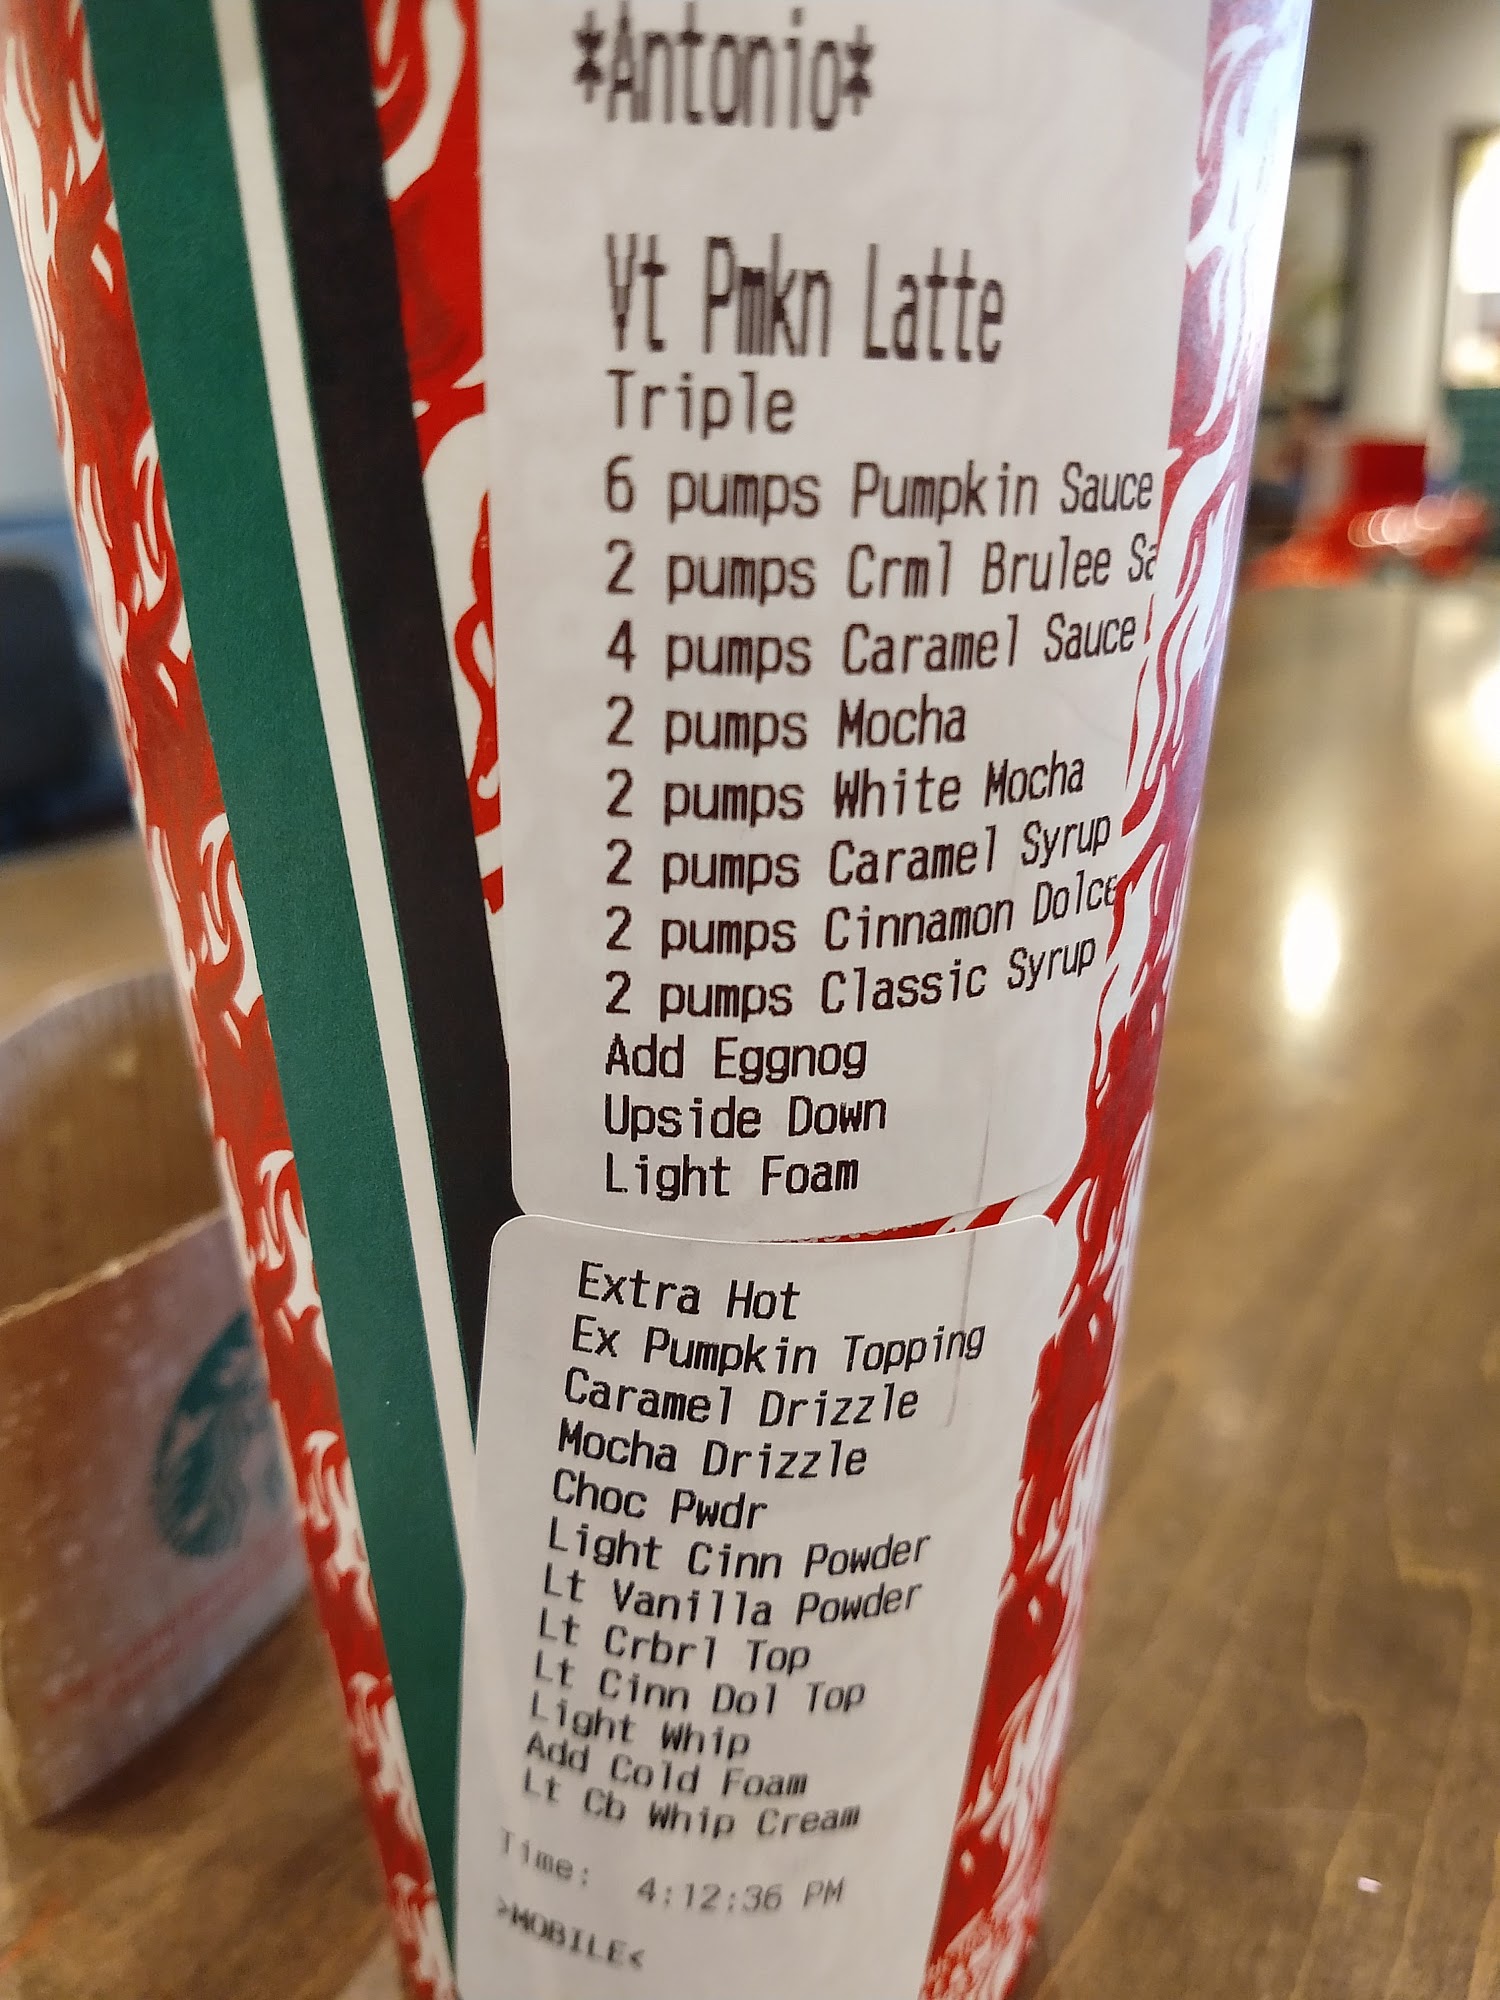 *Antonio*
Vt Pmkn Latte
Triple
6 pumps Pumpkin Sauce
2 pumps Crml Brulee Sa
4 pumps Caramel Sauce
2 pumps Mocha
2 pumps White Mocha
2 pumps Caramel Syrup
2 pumps Cinnamon Dolce
2 pumps Classic Syrup
Add Eggnog
Upside Down
Light Foam
Extra Hot
Ex Pumpkin Topping
Caramel Drizzle
Mocha Drizzle
Choc Pwdr
Light Cinn Powder
Lt Vanilla Powder
Lt Crbrl Top
Lt Cinn Dol Top
Light Whip
Add Cold Foam
Lt Cb Whip Cream
Time: 4:12:36 PM
>MOBILE<